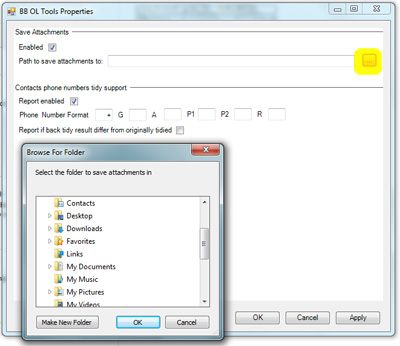 BB OL Tools Properties
Save Attachments
Enabled
Path to save attachments to:
...
Contacts phone numbers tidy support
Report enabled
Phone Number Format + G A P1 P2 R
Report if back tidy result differ from originally tidied
Browse For Folder
Select the folder to save attachments in
Contacts
Desktop
Downloads
Favorites
Links
My Documents
My Music
My Pictures
My Videos
Make New Folder OK Cancel
OK Cancel Apply